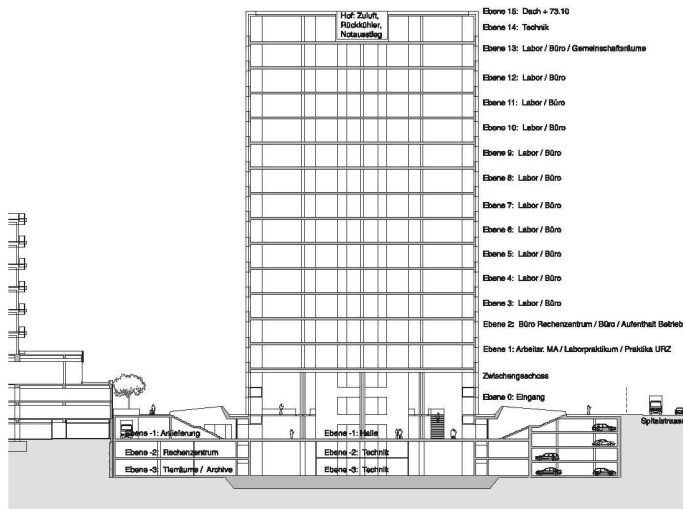 Hof: Zuluft,
Rückkühler,
Notausstieg
Ebene 15: Dach + 73.10
Ebene 14: Technik
Ebene 13: Labor / Büro / Gemeinschaftsräume
Ebene 12: Labor / Büro
Ebene 11: Labor / Büro
Ebene 10: Labor / Büro
Ebene 9: Labor / Büro
Ebene 8: Labor / Büro
Ebene 7: Labor / Büro
Ebene 6: Labor / Büro
Ebene 5: Labor / Büro
Ebene 4: Labor / Büro
Ebene 3: Labor / Büro
Ebene 2: Büro Rechenzentrum / Büro / Aufenthalt Betrieb
Ebene 1: Arbeitsr. MA / Laborpraktikum / Praktika URZ
Zwischengeschoss
Ebene 0: Eingang
Spitalstrasse
Ebene -1: Anlieferung
Ebene -1: Halle
Ebene -2: Rechenzentrum
Ebene -2: Technik
Ebene -3: Tierräume / Archive
Ebene -3: Technik